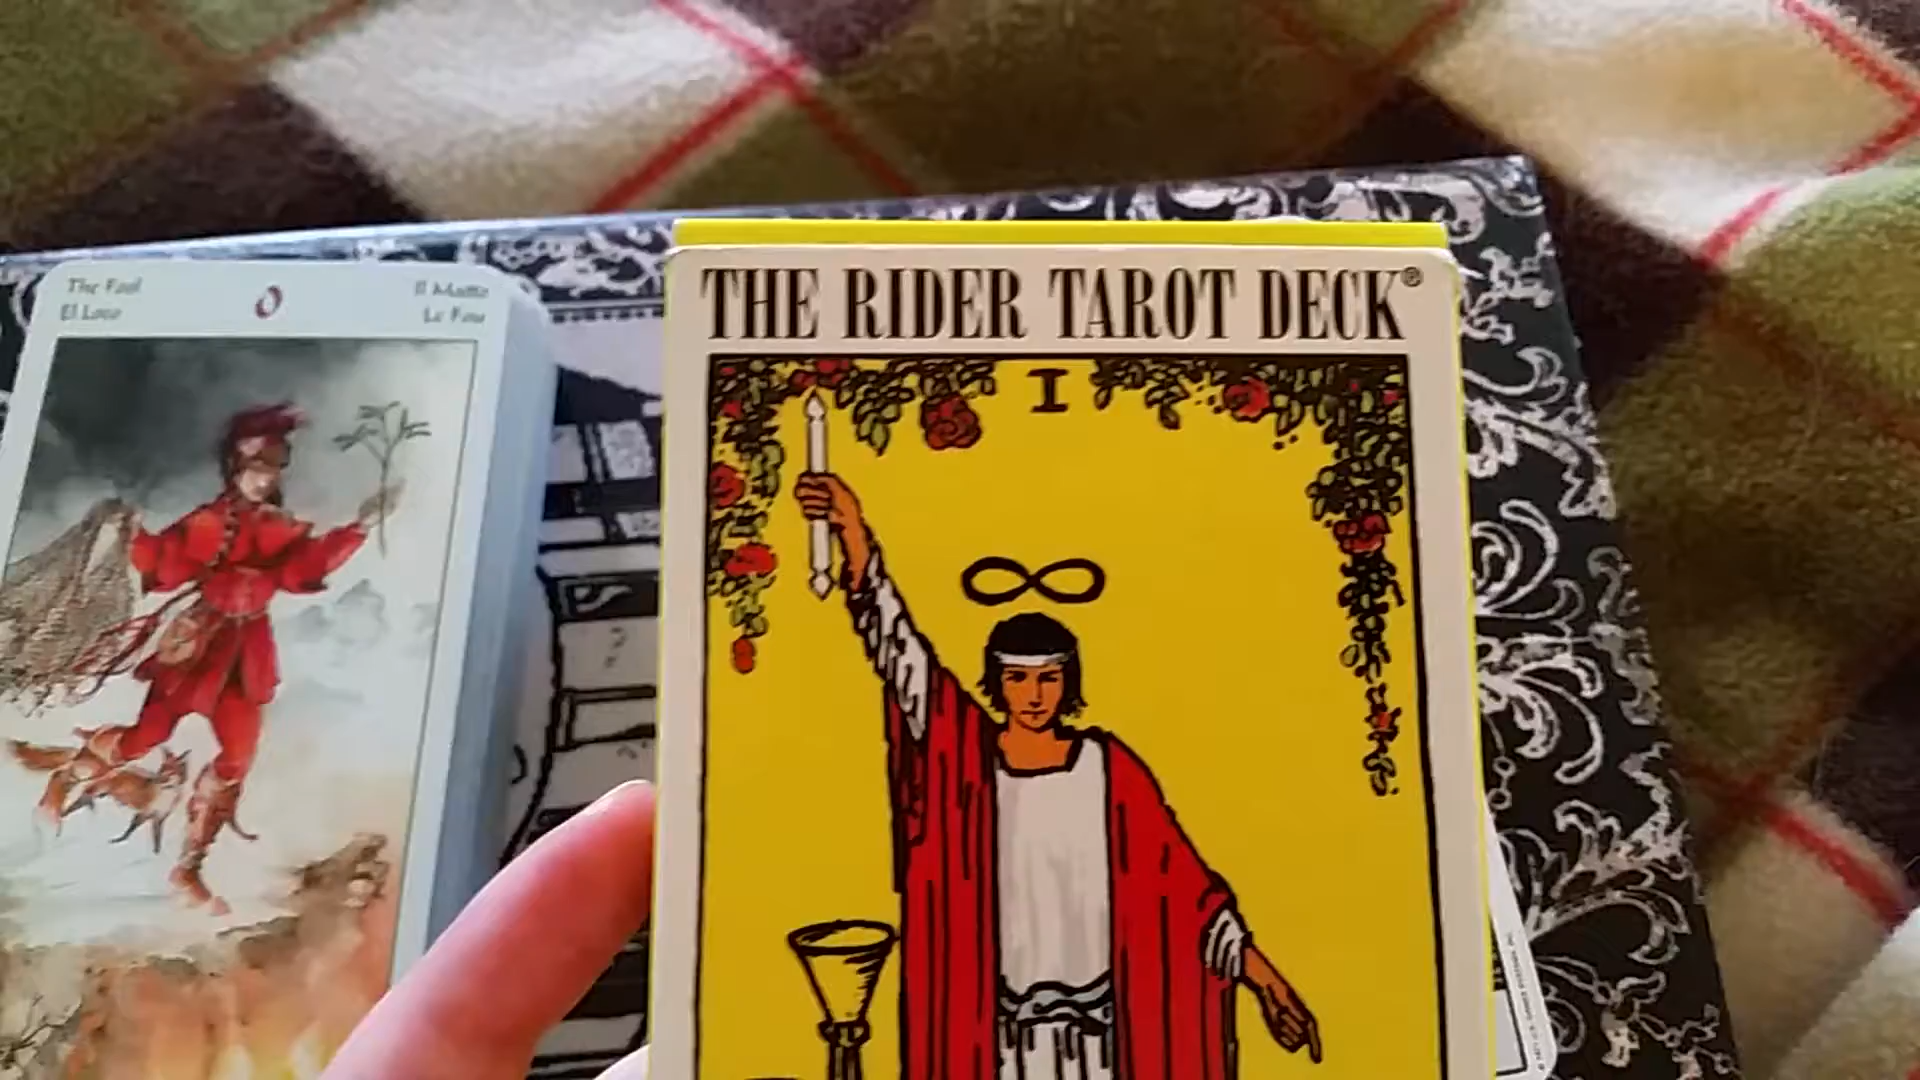 The Fool
El Loco
0
Il Matto
Le Fou
THE RIDER TAROT DECK®
I